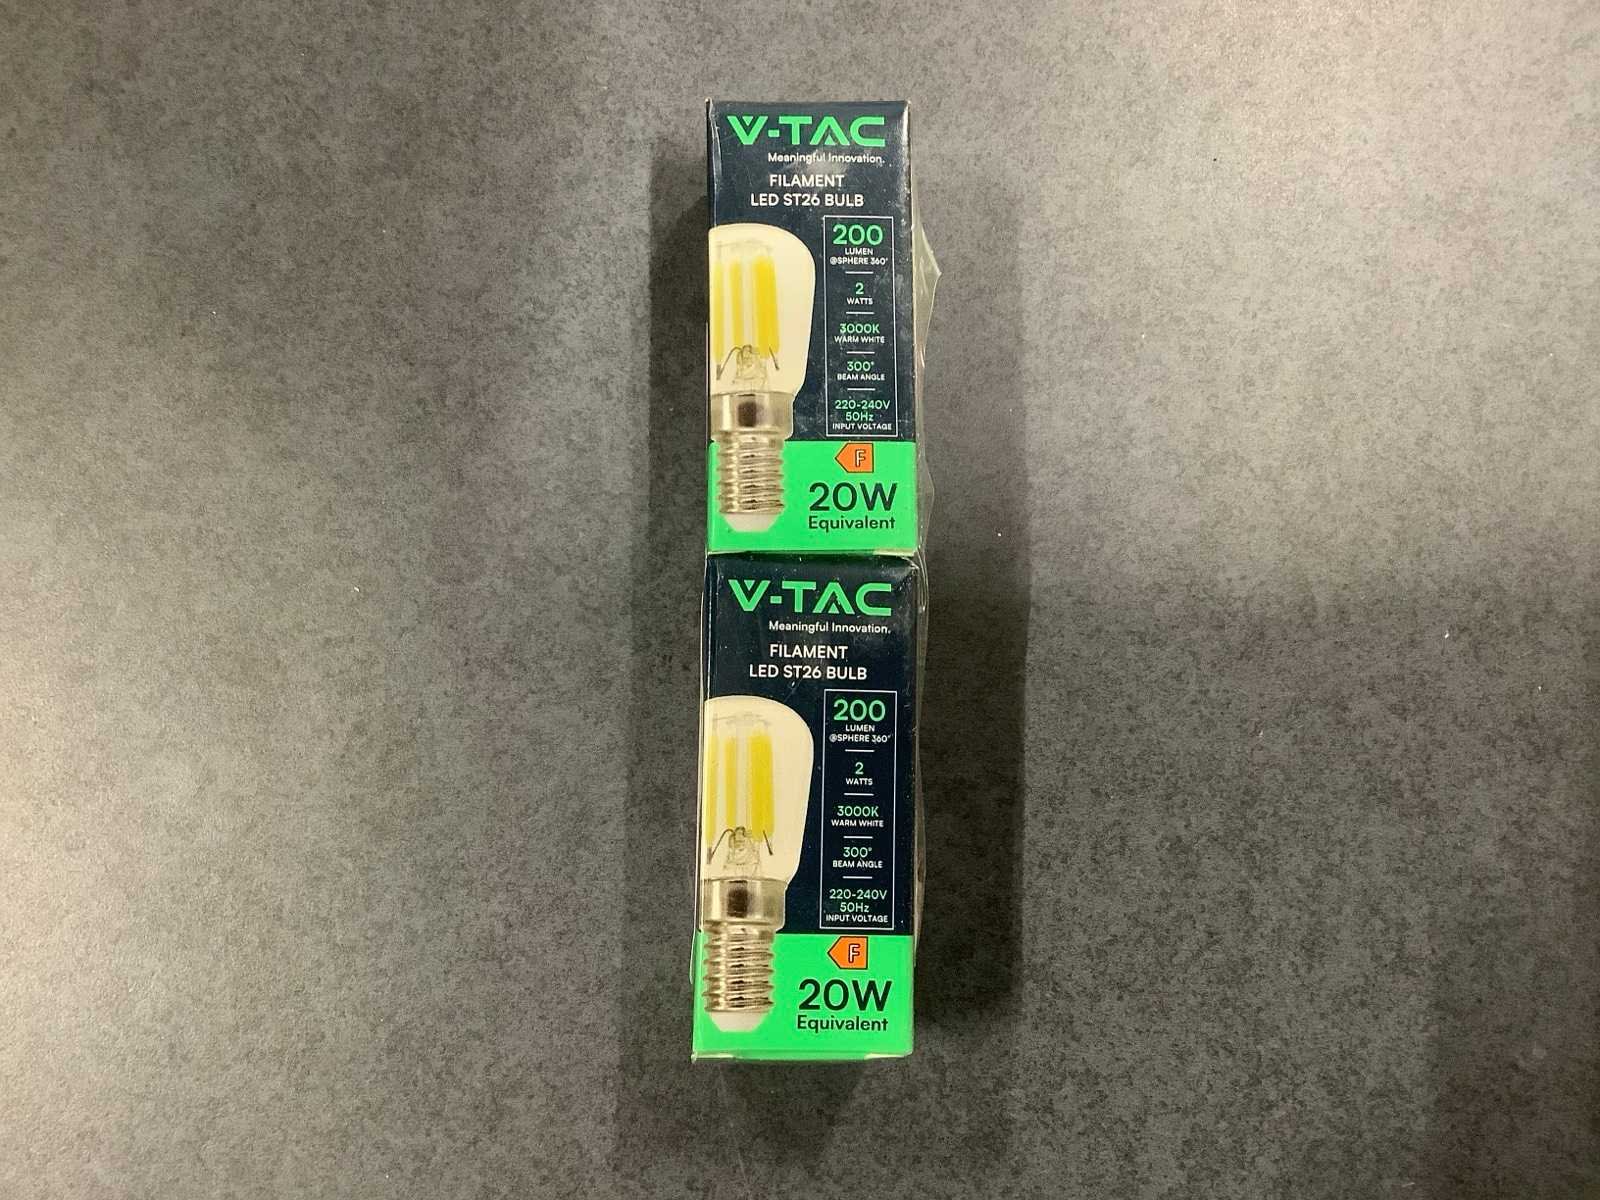 V-TAC
Meaningful Innovation.
FILAMENT
LED ST26 BULB
200
LUMEN
@SPHERE 360°
2
WATTS
3000K
WARM WHITE
300°
BEAM ANGLE
220-240V
50Hz
INPUT VOLTAGE
F
20W
Equivalent
V-TAC
Meaningful Innovation.
FILAMENT
LED ST26 BULB
200
LUMEN
@SPHERE 360°
2
WATTS
3000K
WARM WHITE
300°
BEAM ANGLE
220-240V
50Hz
INPUT VOLTAGE
F
20W
Equivalent